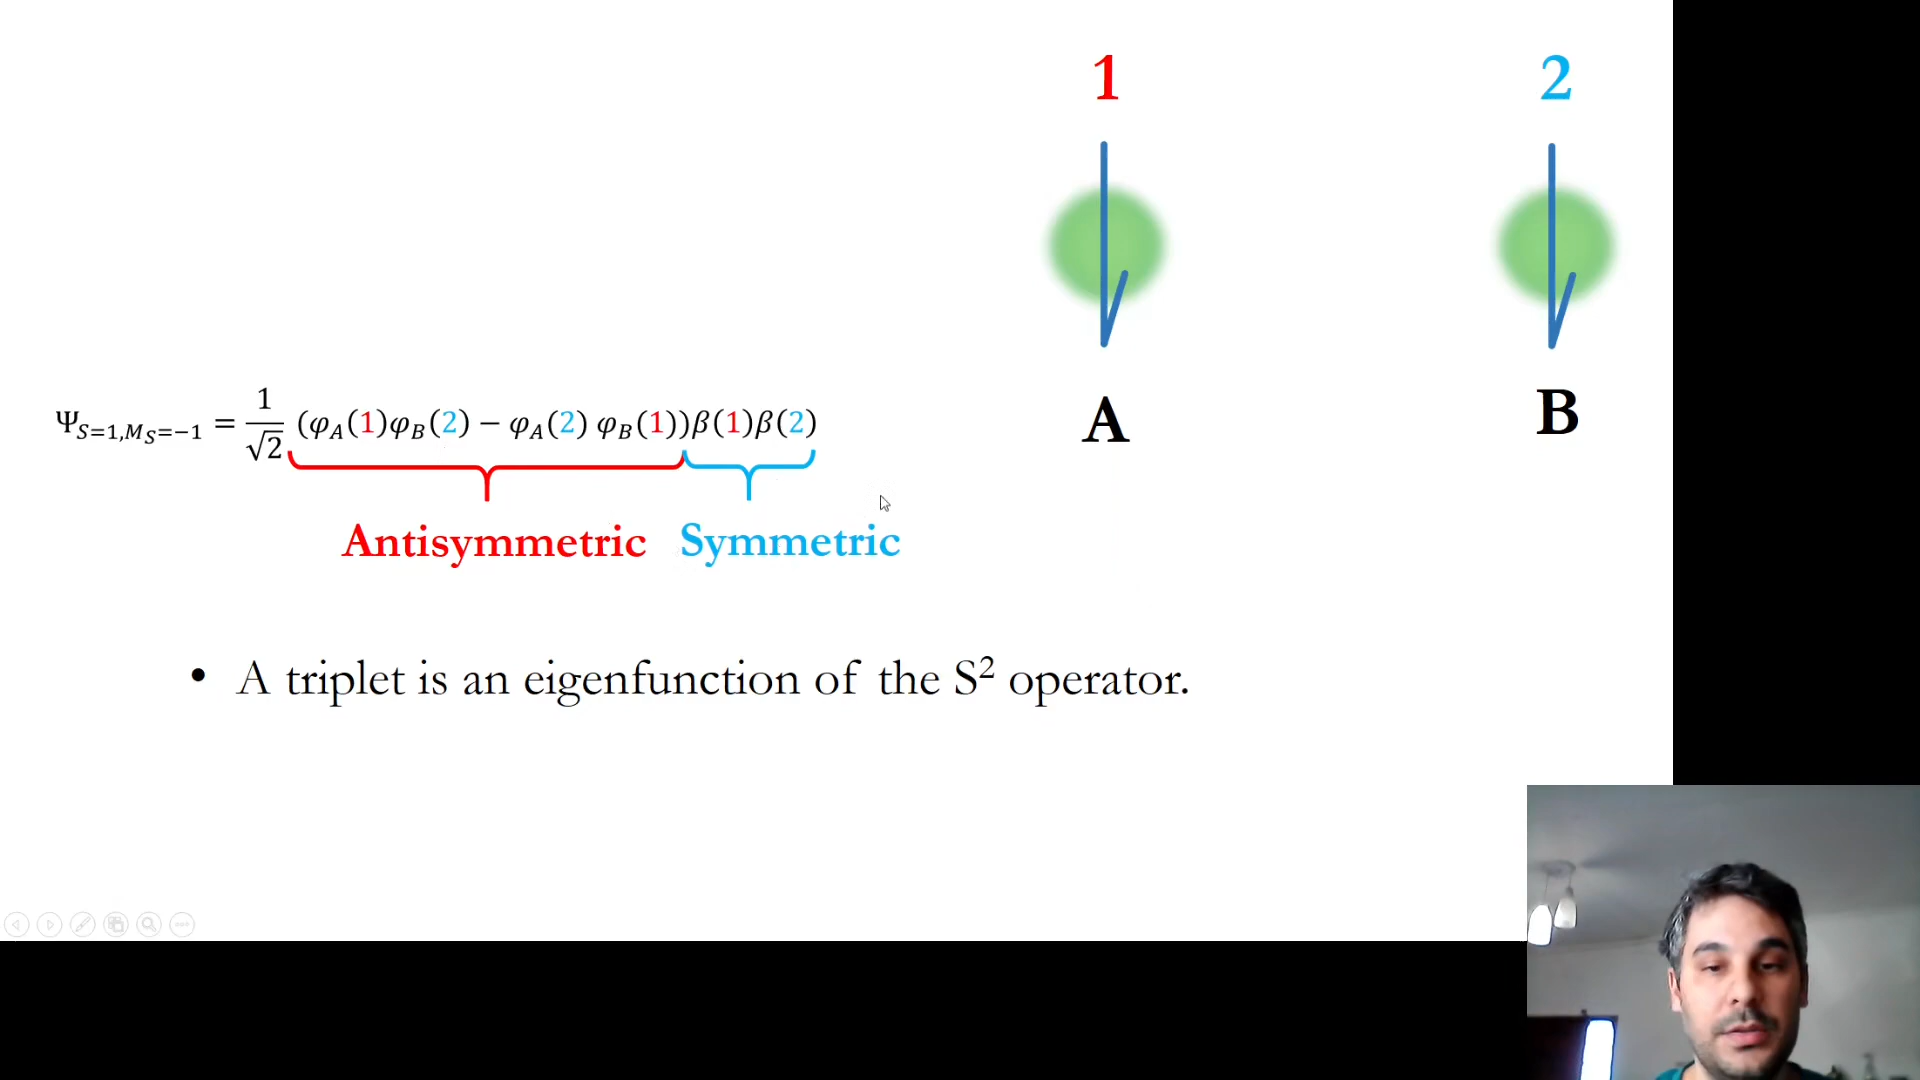 1 2
A B
Ψ_{S=1,M_S=−1} = 1/√2 (φ_A(1)φ_B(2) − φ_A(2) φ_B(1))β(1)β(2)
Antisymmetric Symmetric
• A triplet is an eigenfunction of the S² operator.